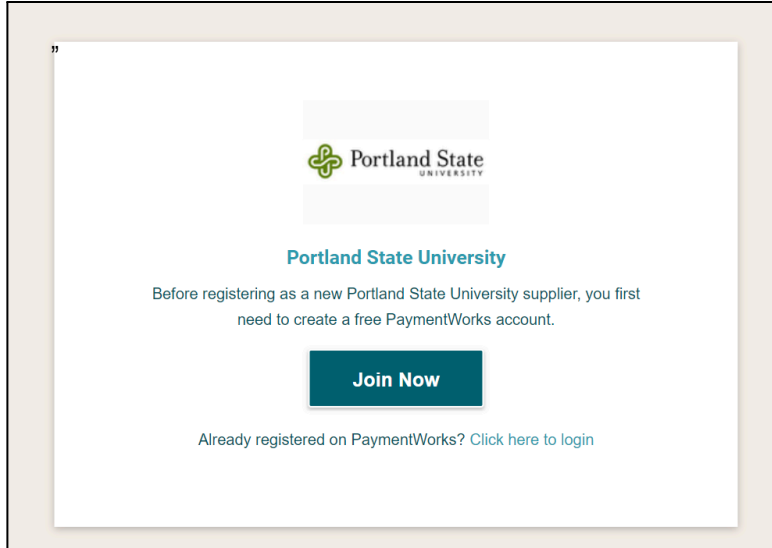 ”
Portland State
UNIVERSITY
Portland State University
Before registering as a new Portland State University supplier, you first
need to create a free PaymentWorks account.
Join Now
Already registered on PaymentWorks? Click here to login